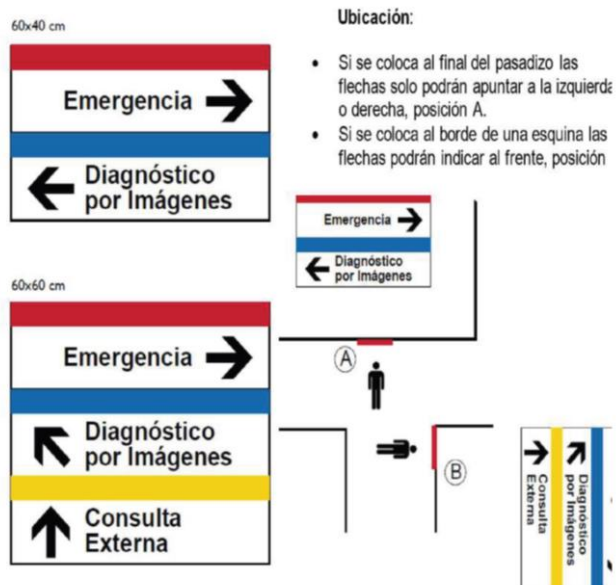 60x40 cm
Emergencia
Diagnóstico
por Imágenes
60x60 cm
Emergencia
Diagnóstico
por Imágenes
Consulta
Externa
Ubicación:
• Si se coloca al final del pasadizo las
flechas solo podrán apuntar a la izquierda
o derecha, posición A.
• Si se coloca al borde de una esquina las
flechas podrán indicar al frente, posición
Emergencia
Diagnóstico
por Imágenes
A
B
Diagnóstico
por Imágenes
Consulta
Externa